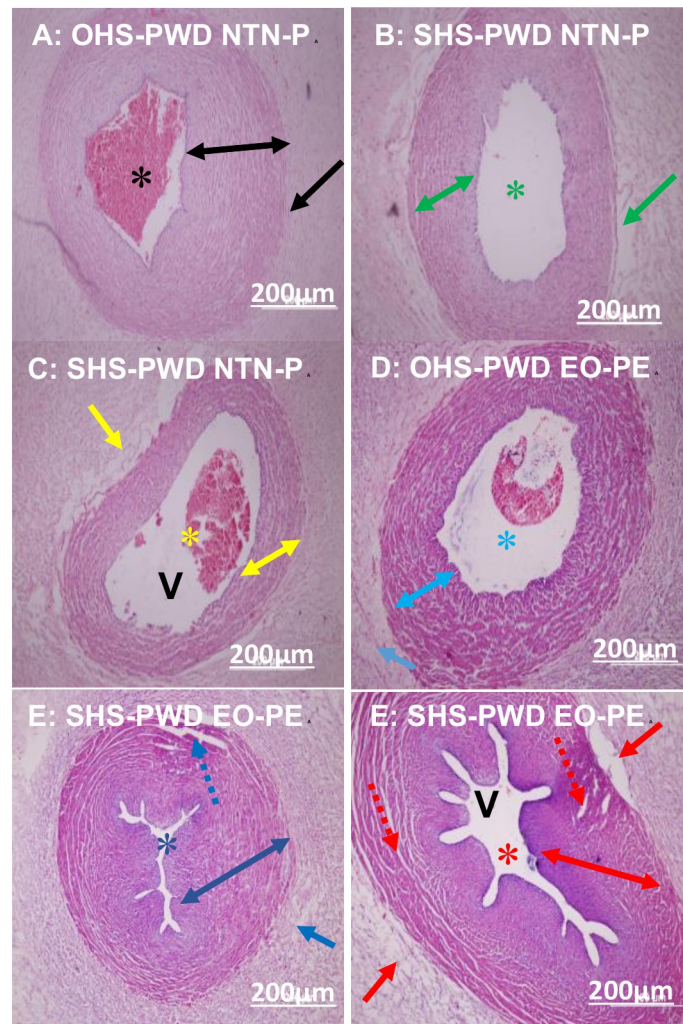 A: OHS-PWD NTN-P
B: SHS-PWD NTN-P
*
*
200µm
200µm
C: SHS-PWD NTN-P
D: OHS-PWD EO-PE
*
*
V
200µm
200µm
E: SHS-PWD EO-PE
E: SHS-PWD EO-PE
V
*
*
200µm
200µm